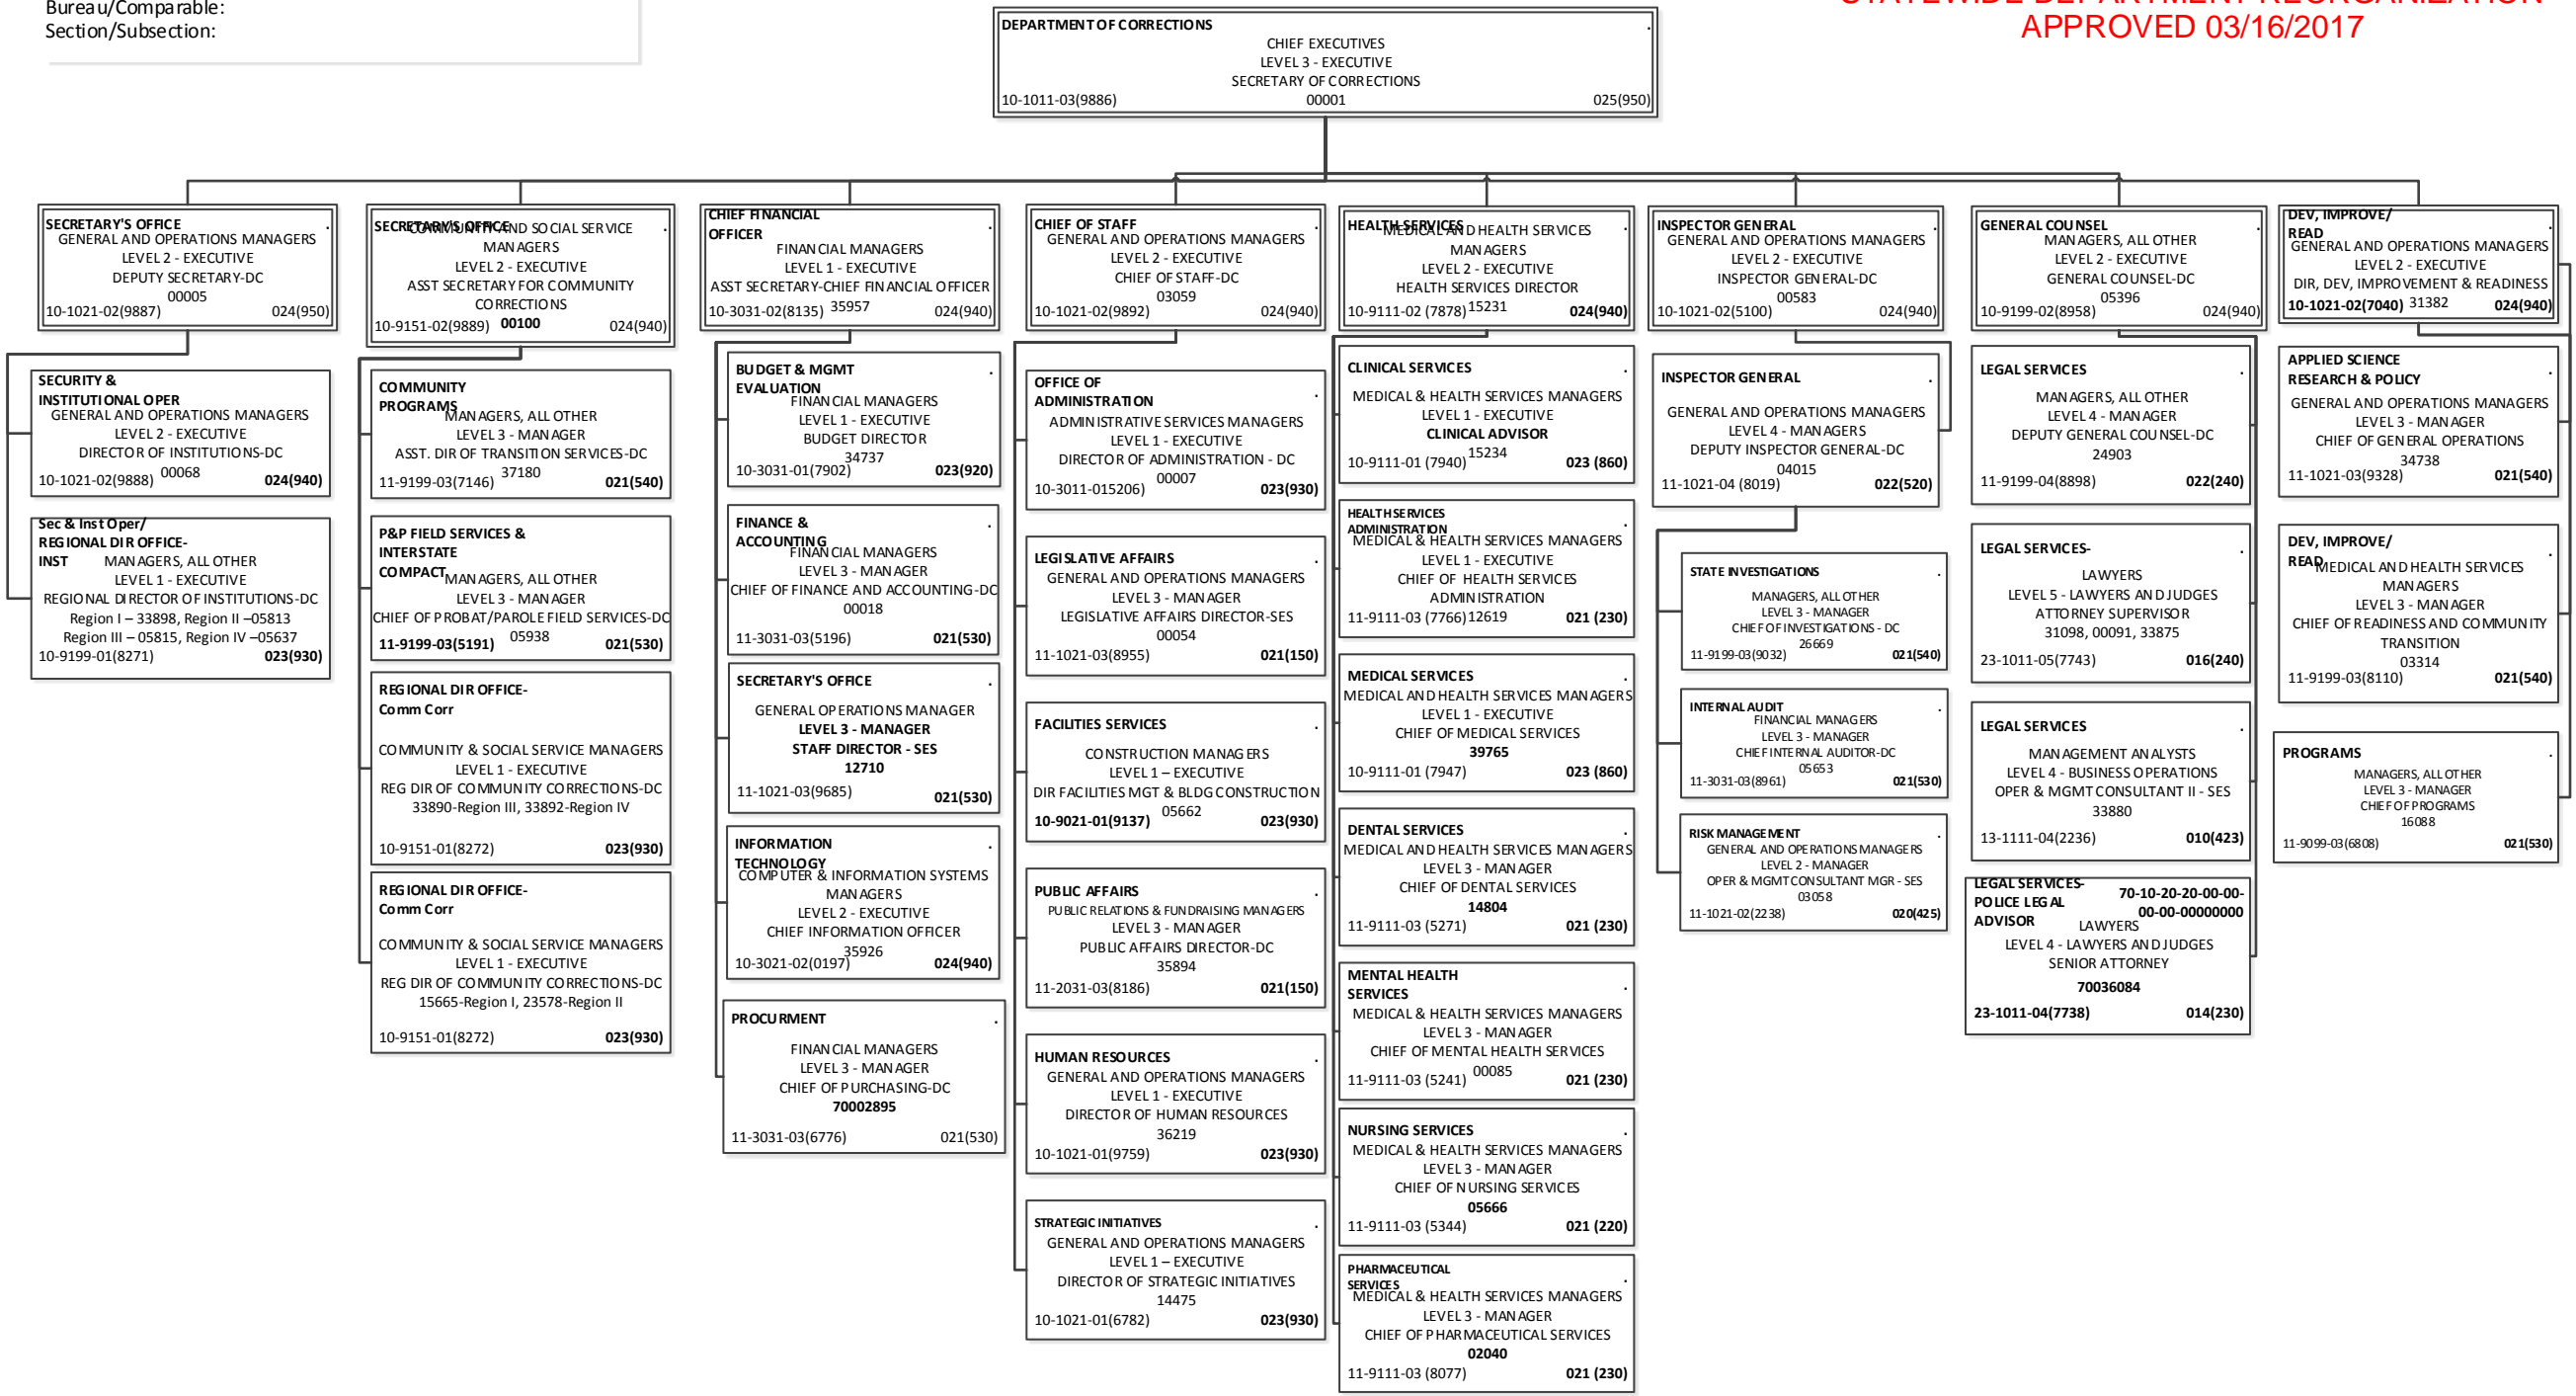 Bureau/Comparable:
Section/Subsection:
STATEWIDE DEPARTMENT REORGANIZATION
APPROVED 03/16/2017
DEPARTMENT OF CORRECTIONS .
CHIEF EXECUTIVES
LEVEL 3 - EXECUTIVE
SECRETARY OF CORRECTIONS
10-1011-03(9886) 00001 025(950)
SECRETARY'S OFFICE .
GENERAL AND OPERATIONS MANAGERS
LEVEL 2 - EXECUTIVE
DEPUTY SECRETARY-DC
00005
10-1021-02(9887) 024(950)
SECURITY &
INSTITUTIONAL OPER
GENERAL AND OPERATIONS MANAGERS
LEVEL 2 - EXECUTIVE
DIRECTOR OF INSTITUTIONS-DC
10-1021-02(9888) 00068 024(940)
Sec & Inst Oper/
REGIONAL DIR OFFICE-
INST MANAGERS, ALL OTHER
LEVEL 1 - EXECUTIVE
REGIONAL DIRECTOR OF INSTITUTIONS-DC
Region I – 33898, Region II –05813
Region III – 05815, Region IV –05637
10-9199-01(8271) 023(930)
SECRETARY'S OFFICE .
COMMUNITY AND SOCIAL SERVICE
MANAGERS
LEVEL 2 - EXECUTIVE
ASST SECRETARY FOR COMMUNITY
CORRECTIONS
10-9151-02(9889) 00100 024(940)
COMMUNITY
PROGRAMS
MANAGERS, ALL OTHER
LEVEL 3 - MANAGER
ASST. DIR OF TRANSITION SERVICES-DC
11-9199-03(7146) 37180 021(540)
P&P FIELD SERVICES &
INTERSTATE
COMPACT
MANAGERS, ALL OTHER
LEVEL 3 - MANAGER
CHIEF OF PROBAT/PAROLE FIELD SERVICES-DC
11-9199-03(5191) 05938 021(530)
REGIONAL DIR OFFICE-
Comm Corr
COMMUNITY & SOCIAL SERVICE MANAGERS
LEVEL 1 - EXECUTIVE
REG DIR OF COMMUNITY CORRECTIONS-DC
33890-Region III, 33892-Region IV
10-9151-01(8272) 023(930)
REGIONAL DIR OFFICE-
Comm Corr
COMMUNITY & SOCIAL SERVICE MANAGERS
LEVEL 1 - EXECUTIVE
REG DIR OF COMMUNITY CORRECTIONS-DC
15665-Region I, 23578-Region II
10-9151-01(8272) 023(930)
CHIEF FINANCIAL
OFFICER .
FINANCIAL MANAGERS
LEVEL 1 - EXECUTIVE
ASST SECRETARY-CHIEF FINANCIAL OFFICER
10-3031-02(8135) 35957 024(940)
BUDGET & MGMT .
EVALUATION
FINANCIAL MANAGERS
LEVEL 1 - EXECUTIVE
BUDGET DIRECTOR
34737
10-3031-01(7902) 023(920)
FINANCE & .
ACCOUNTING
FINANCIAL MANAGERS
LEVEL 3 - MANAGER
CHIEF OF FINANCE AND ACCOUNTING-DC
00018
11-3031-03(5196) 021(530)
SECRETARY'S OFFICE .
GENERAL OPERATIONS MANAGER
LEVEL 3 - MANAGER
STAFF DIRECTOR - SES
12710
11-1021-03(9685) 021(530)
INFORMATION .
TECHNOLOGY
COMPUTER & INFORMATION SYSTEMS
MANAGERS
LEVEL 2 - EXECUTIVE
CHIEF INFORMATION OFFICER
35926
10-3021-02(0197) 024(940)
PROCURMENT .
FINANCIAL MANAGERS
LEVEL 3 - MANAGER
CHIEF OF PURCHASING-DC
70002895
11-3031-03(6776) 021(530)
CHIEF OF STAFF .
GENERAL AND OPERATIONS MANAGERS
LEVEL 2 - EXECUTIVE
CHIEF OF STAFF-DC
03059
10-1021-02(9892) 024(940)
OFFICE OF
ADMINISTRATION .
ADMINISTRATIVE SERVICES MANAGERS
LEVEL 1 - EXECUTIVE
DIRECTOR OF ADMINISTRATION - DC
00007
10-3011-015206) 023(930)
LEGISLATIVE AFFAIRS .
GENERAL AND OPERATIONS MANAGERS
LEVEL 3 - MANAGER
LEGISLATIVE AFFAIRS DIRECTOR-SES
00054
11-1021-03(8955) 021(150)
FACILITIES SERVICES .
CONSTRUCTION MANAGERS
LEVEL 1 – EXECUTIVE
DIR FACILITIES MGT & BLDG CONSTRUCTION
10-9021-01(9137) 05662 023(930)
PUBLIC AFFAIRS .
PUBLIC RELATIONS & FUNDRAISING MANAGERS
LEVEL 3 - MANAGER
PUBLIC AFFAIRS DIRECTOR-DC
35894
11-2031-03(8186) 021(150)
HUMAN RESOURCES .
GENERAL AND OPERATIONS MANAGERS
LEVEL 1 - EXECUTIVE
DIRECTOR OF HUMAN RESOURCES
36219
10-1021-01(9759) 023(930)
STRATEGIC INITIATIVES .
GENERAL AND OPERATIONS MANAGERS
LEVEL 1 – EXECUTIVE
DIRECTOR OF STRATEGIC INITIATIVES
14475
10-1021-01(6782) 023(930)
HEALTH SERVICES .
MEDICAL AND HEALTH SERVICES
MANAGERS
LEVEL 2 - EXECUTIVE
HEALTH SERVICES DIRECTOR
10-9111-02 (7878) 15231 024(940)
CLINICAL SERVICES .
MEDICAL & HEALTH SERVICES MANAGERS
LEVEL 1 - EXECUTIVE
CLINICAL ADVISOR
10-9111-01 (7940) 15234 023 (860)
HEALTH SERVICES
ADMINISTRATION .
MEDICAL & HEALTH SERVICES MANAGERS
LEVEL 1 - EXECUTIVE
CHIEF OF HEALTH SERVICES
ADMINISTRATION
11-9111-03 (7766) 12619 021 (230)
MEDICAL SERVICES .
MEDICAL AND HEALTH SERVICES MANAGERS
LEVEL 1 - EXECUTIVE
CHIEF OF MEDICAL SERVICES
39765
10-9111-01 (7947) 023 (860)
DENTAL SERVICES .
MEDICAL AND HEALTH SERVICES MANAGERS
LEVEL 3 - MANAGER
CHIEF OF DENTAL SERVICES
14804
11-9111-03 (5271) 021 (230)
MENTAL HEALTH
SERVICES .
MEDICAL & HEALTH SERVICES MANAGERS
LEVEL 3 - MANAGER
CHIEF OF MENTAL HEALTH SERVICES
11-9111-03 (5241) 00085 021 (230)
NURSING SERVICES .
MEDICAL & HEALTH SERVICES MANAGERS
LEVEL 3 - MANAGER
CHIEF OF NURSING SERVICES
05666
11-9111-03 (5344) 021 (220)
PHARMACEUTICAL
SERVICES .
MEDICAL & HEALTH SERVICES MANAGERS
LEVEL 3 - MANAGER
CHIEF OF PHARMACEUTICAL SERVICES
02040
11-9111-03 (8077) 021 (230)
INSPECTOR GENERAL .
GENERAL AND OPERATIONS MANAGERS
LEVEL 2 - EXECUTIVE
INSPECTOR GENERAL-DC
00583
10-1021-02(5100) 024(940)
INSPECTOR GENERAL .
GENERAL AND OPERATIONS MANAGERS
LEVEL 4 - MANAGERS
DEPUTY INSPECTOR GENERAL-DC
04015
11-1021-04 (8019) 022(520)
STATE INVESTIGATIONS .
MANAGERS, ALL OTHER
LEVEL 3 - MANAGER
CHIEF OF INVESTIGATIONS - DC
26669
11-9199-03(9032) 021(540)
INTERNAL AUDIT .
FINANCIAL MANAGERS
LEVEL 3 - MANAGER
CHIEF INTERNAL AUDITOR-DC
05653
11-3031-03(8961) 021(530)
RISK MANAGEMENT .
GENERAL AND OPERATIONS MANAGERS
LEVEL 2 - MANAGER
OPER & MGMT CONSULTANT MGR - SES
03058
11-1021-02(2238) 020(425)
GENERAL COUNSEL .
MANAGERS, ALL OTHER
LEVEL 2 - EXECUTIVE
GENERAL COUNSEL-DC
05396
10-9199-02(8958) 024(940)
LEGAL SERVICES .
MANAGERS, ALL OTHER
LEVEL 4 - MANAGER
DEPUTY GENERAL COUNSEL-DC
24903
11-9199-04(8898) 022(240)
LEGAL SERVICES- .
LAWYERS
LEVEL 5 - LAWYERS AND JUDGES
ATTORNEY SUPERVISOR
31098, 00091, 33875
23-1011-05(7743) 016(240)
LEGAL SERVICES .
MANAGEMENT ANALYSTS
LEVEL 4 - BUSINESS OPERATIONS
OPER & MGMT CONSULTANT II - SES
33880
13-1111-04(2236) 010(423)
LEGAL SERVICES- 70-10-20-20-00-00-
POLICE LEGAL 00-00-00000000
ADVISOR
LAWYERS
LEVEL 4 - LAWYERS AND JUDGES
SENIOR ATTORNEY
70036084
23-1011-04(7738) 014(230)
DEV, IMPROVE/
READ .
GENERAL AND OPERATIONS MANAGERS
LEVEL 2 - EXECUTIVE
DIR, DEV, IMPROVEMENT & READINESS
10-1021-02(7040) 31382 024(940)
APPLIED SCIENCE
RESEARCH & POLICY .
GENERAL AND OPERATIONS MANAGERS
LEVEL 3 - MANAGER
CHIEF OF GENERAL OPERATIONS
34738
11-1021-03(9328) 021(540)
DEV, IMPROVE/
READ .
MEDICAL AND HEALTH SERVICES
MANAGERS
LEVEL 3 - MANAGER
CHIEF OF READINESS AND COMMUNITY
TRANSITION
03314
11-9199-03(8110) 021(540)
PROGRAMS .
MANAGERS, ALL OTHER
LEVEL 3 - MANAGER
CHIEF OF PROGRAMS
16088
11-9099-03(6808) 021(530)